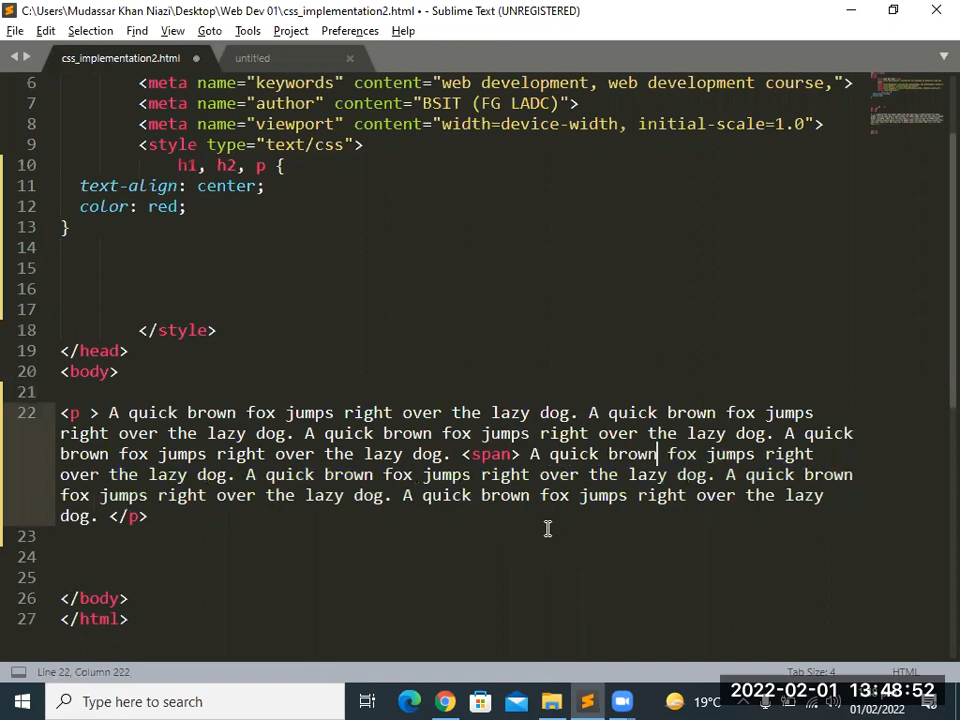 C:\Users\Mudassar Khan Niazi\Desktop\Web Dev 01\css_implementation2.html • - Sublime Text (UNREGISTERED)
File Edit Selection Find View Goto Tools Project Preferences Help
css_implementation2.html untitled
6 <meta name="keywords" content="web development, web development course,">
7 <meta name="author" content="BSIT (FG LADC)">
8 <meta name="viewport" content="width=device-width, initial-scale=1.0">
9 <style type="text/css">
10 h1, h2, p {
11 text-align: center;
12 color: red;
13 }
14
15
16
17
18 </style>
19 </head>
20 <body>
21
22 <p > A quick brown fox jumps right over the lazy dog. A quick brown fox jumps
right over the lazy dog. A quick brown fox jumps right over the lazy dog. A quick
brown fox jumps right over the lazy dog. <span> A quick brown fox jumps right
over the lazy dog. A quick brown fox jumps right over the lazy dog. A quick brown
fox jumps right over the lazy dog. A quick brown fox jumps right over the lazy
dog. </p>
23
24
25
26 </body>
27 </html>
Line 22, Column 222 Tab Size: 4 HTML
Type here to search 19°C 2022-02-01 13:48:52
01/02/2022